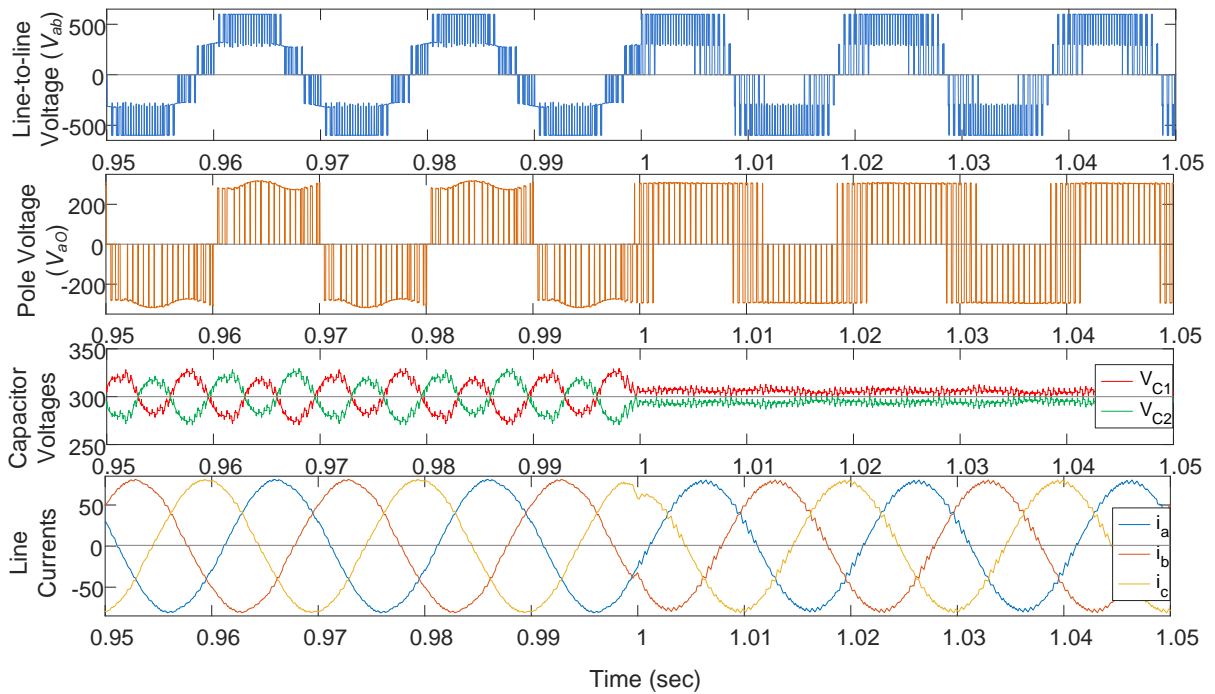 Line-to-line
Voltage (Vab)
500
0
-500
0.95 0.96 0.97 0.98 0.99 1 1.01 1.02 1.03 1.04 1.05
Pole Voltage
(VaO)
200
0
-200
0.95 0.96 0.97 0.98 0.99 1 1.01 1.02 1.03 1.04 1.05
Capacitor
Voltages
350
300
250
VC1
VC2
0.95 0.96 0.97 0.98 0.99 1 1.01 1.02 1.03 1.04 1.05
Line
Currents
50
0
-50
ia
ib
ic
0.95 0.96 0.97 0.98 0.99 1 1.01 1.02 1.03 1.04 1.05
Time (sec)